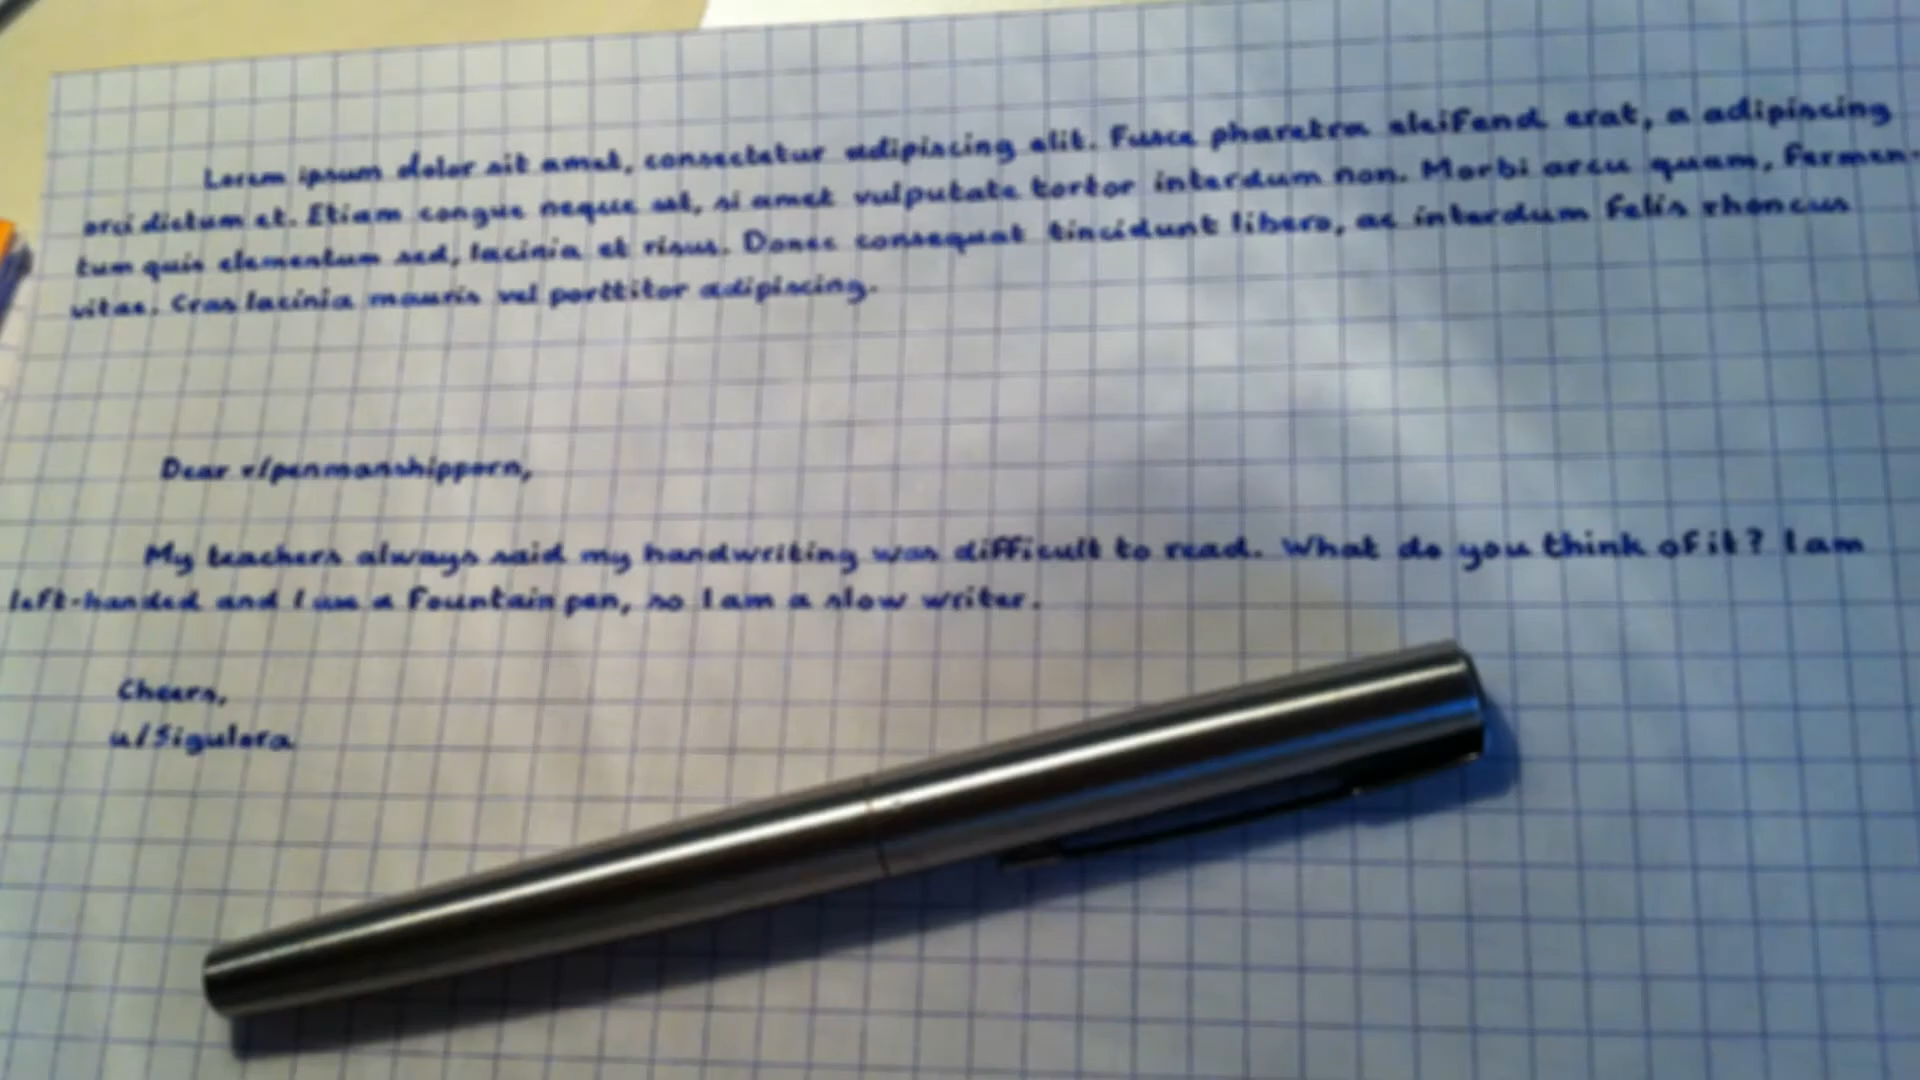 Lorem ipsum dolor sit amet, consectetur adipiscing elit. Fusce pharetra eleifend erat, a adipiscing
orci dictum et. Etiam congue neque est, si amet vulputate tortor interdum non. Morbi arcu quam, fermen-
tum quis elementum sed, lacinia et risus. Donec consequat tincidunt libero, ac interdum felis rhoncus
vitae. Cras lacinia mauris vel porttitor adipiscing.
Dear r/penmanshipporn,
My teachers always said my handwriting was difficult to read. What do you think of it? I am
left-handed and I use a fountain pen, so I am a slow writer.
Cheers,
u/Sigulora